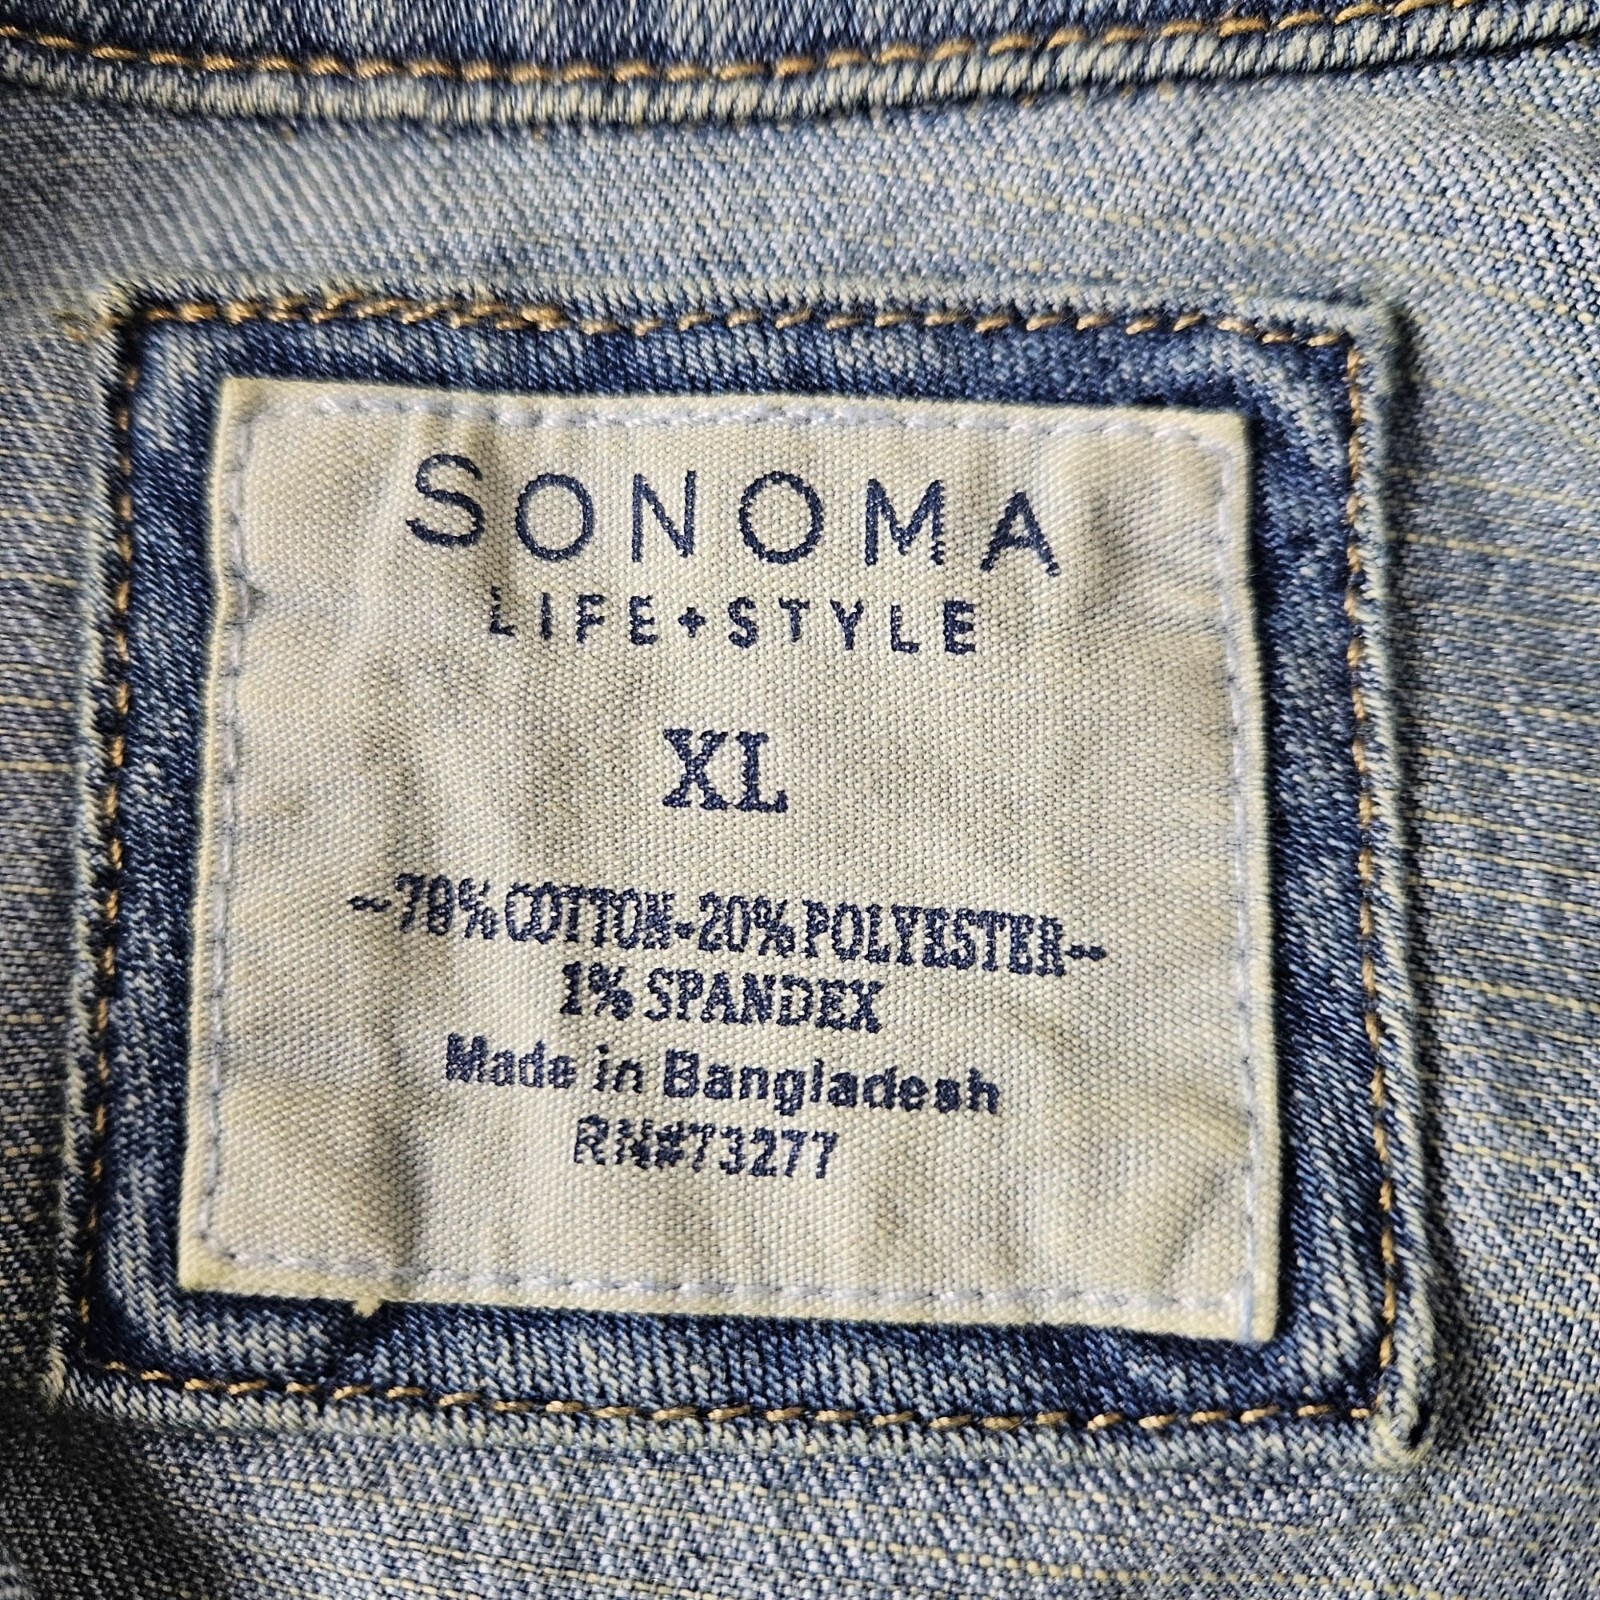 SONOMA
LIFE+STYLE
XL
-79% COTTON-20% POLYESTER-
1% SPANDEX
Made in Bangladesh
RN#73277